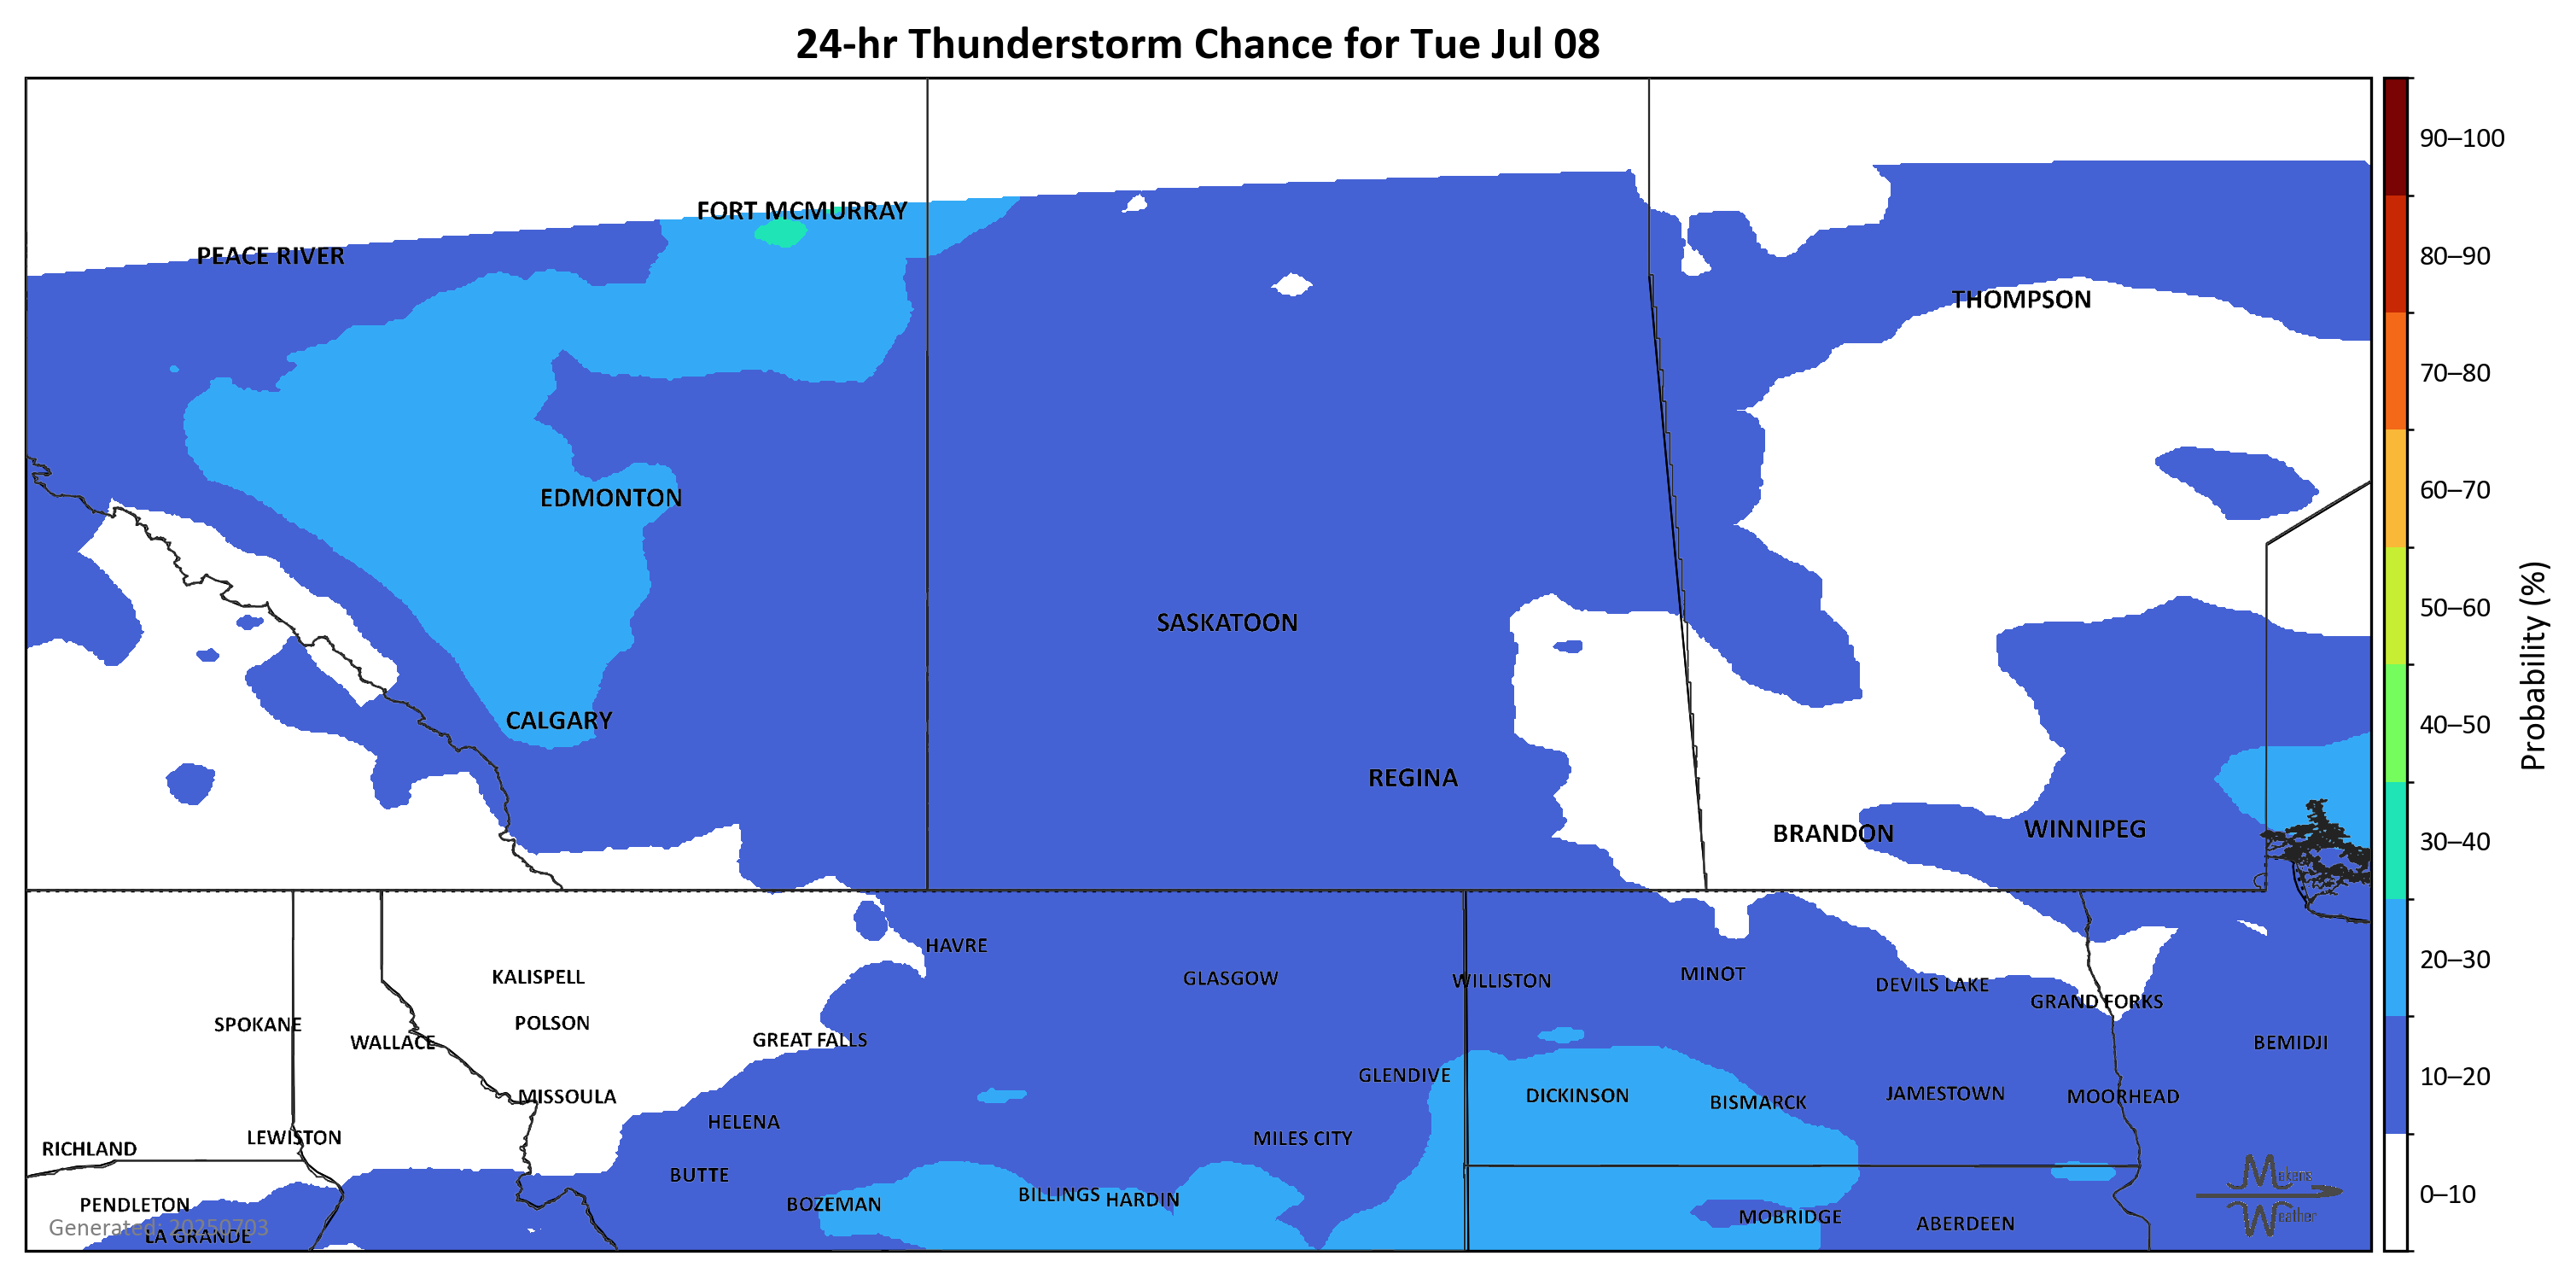 24-hr Thunderstorm Chance for Tue Jul 08
90–100
FORT MCMURRAY
PEACE RIVER
80–90
THOMPSON
70–80
EDMONTON
60–70
50–60
SASKATOON
Probability (%)
CALGARY
40–50
REGINA
WINNIPEG
BRANDON
30–40
HAVRE
20–30
KALISPELL
GLASGOW
WILLISTON
MINOT
DEVILS LAKE
GRAND FORKS
SPOKANE
POLSON
WALLACE
GREAT FALLS
BEMIDJI
GLENDIVE
10–20
MISSOULA
DICKINSON
BISMARCK
JAMESTOWN
MOORHEAD
HELENA
LEWISTON
MILES CITY
RICHLAND
BUTTE
Mekens
Weather
0–10
PENDLETON
BOZEMAN
BILLINGS
HARDIN
MOBRIDGE
ABERDEEN
Generated: 20250703
LA GRANDE